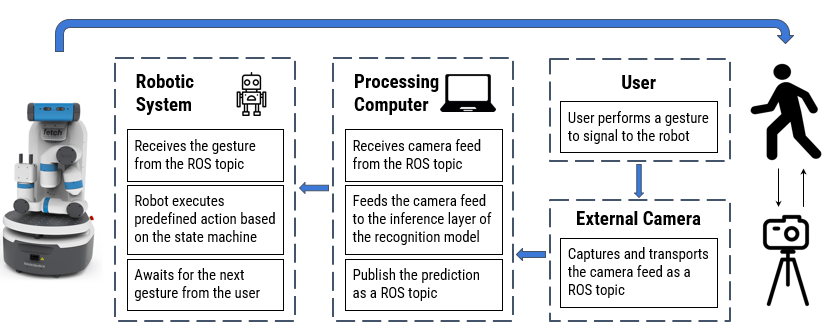 fetch
Robotic
System
Receives the gesture
from the ROS topic
Robot executes
predefined action based
on the state machine
Awaits for the next
gesture from the user
Processing
Computer
Receives camera feed
from the ROS topic
Feeds the camera feed
to the inference layer of
the recognition model
Publish the prediction
as a ROS topic
User
User performs a gesture
to signal to the robot
External Camera
Captures and transports
the camera feed as a
ROS topic